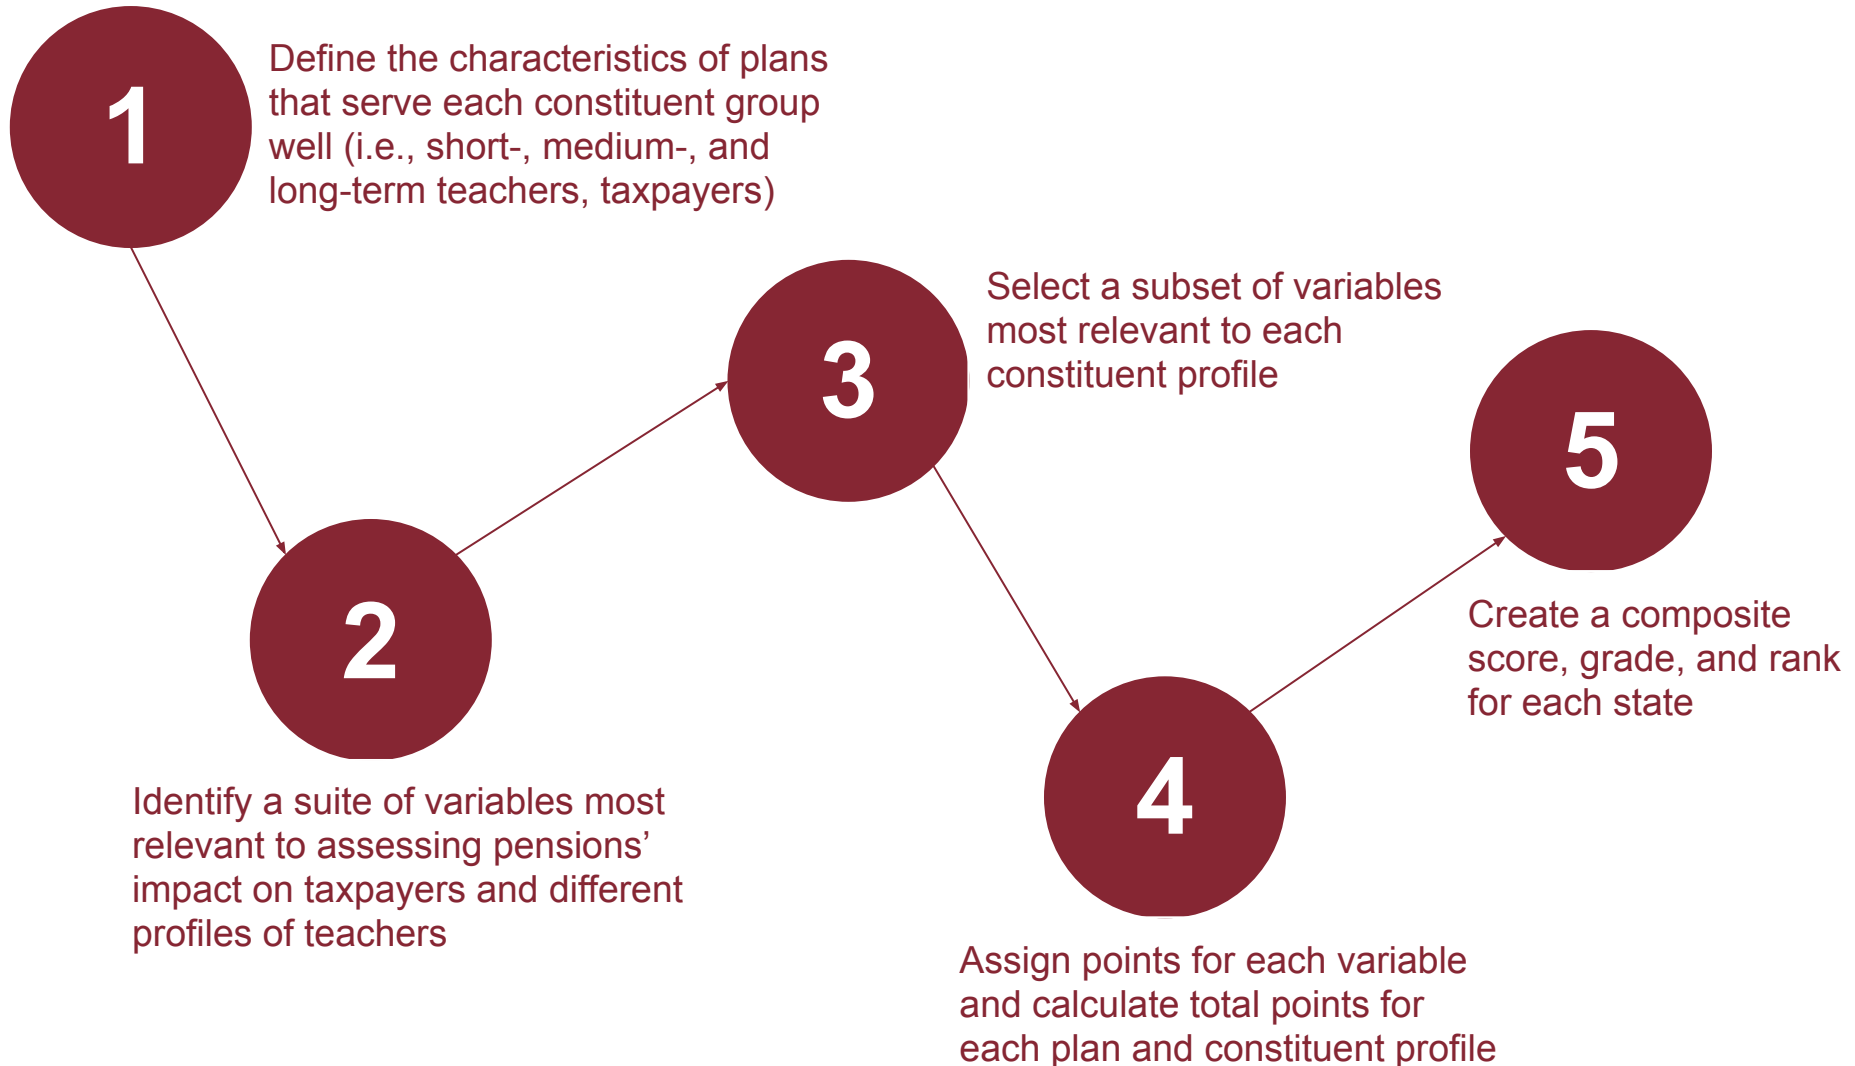 1
Define the characteristics of plans
that serve each constituent group
well (i.e., short-, medium-, and
long-term teachers, taxpayers)
2
Identify a suite of variables most
relevant to assessing pensions’
impact on taxpayers and different
profiles of teachers
3
Select a subset of variables
most relevant to each
constituent profile
4
Assign points for each variable
and calculate total points for
each plan and constituent profile
5
Create a composite
score, grade, and rank
for each state